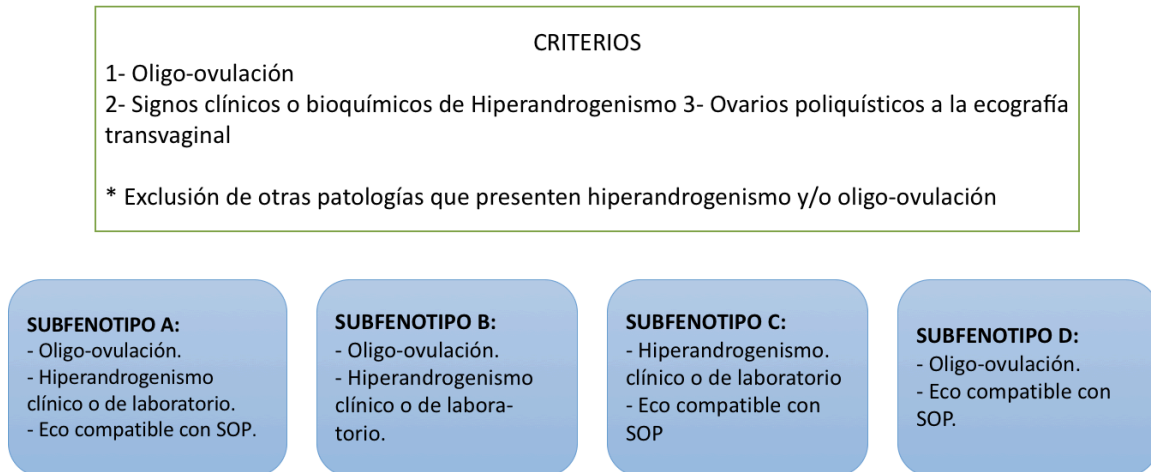 CRITERIOS
1- Oligo-ovulación
2- Signos clínicos o bioquímicos de Hiperandrogenismo 3- Ovarios poliquísticos a la ecografía
transvaginal
* Exclusión de otras patologías que presenten hiperandrogenismo y/o oligo-ovulación
SUBFENOTIPO A:
- Oligo-ovulación.
- Hiperandrogenismo
clínico o de laboratorio.
- Eco compatible con SOP.
SUBFENOTIPO B:
- Oligo-ovulación.
- Hiperandrogenismo
clínico o de labora-
torio.
SUBFENOTIPO C:
- Hiperandrogenismo.
clínico o de laboratorio
- Eco compatible con
SOP
SUBFENOTIPO D:
- Oligo-ovulación.
- Eco compatible con
SOP.